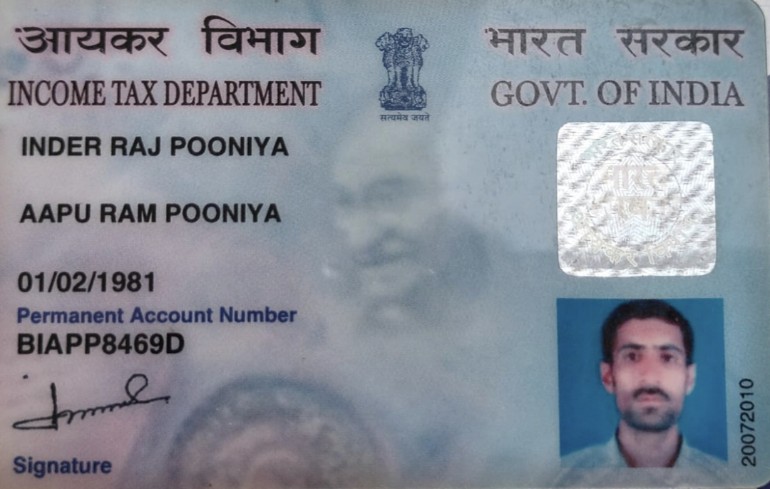 आयकर विभाग
भारत सरकार
INCOME TAX DEPARTMENT
GOVT. OF INDIA
सत्यमेव जयते
INDER RAJ POONIYA
AAPU RAM POONIYA
01/02/1981
Permanent Account Number
BIAPP8469D
Signature
20072010